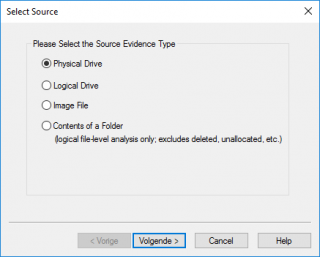 Select Source
Please Select the Source Evidence Type
Physical Drive
Logical Drive
Image File
Contents of a Folder
(logical file-level analysis only; excludes deleted, unallocated, etc.)
< Vorige Volgende > Cancel Help